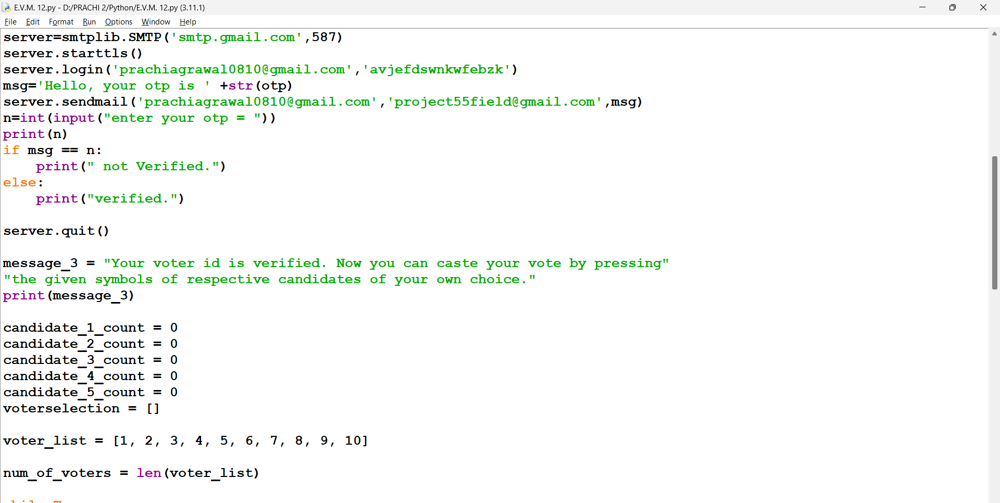 E.V.M. 12.py - D:/PRACHI 2/Python/E.V.M. 12.py (3.11.1)
File Edit Format Run Options Window Help
server=smtplib.SMTP('smtp.gmail.com',587)
server.starttls()
server.login('prachiagrawal0810@gmail.com','avjefdswnkwfebzk')
msg='Hello, your otp is ' +str(otp)
server.sendmail('prachiagrawal0810@gmail.com','project55field@gmail.com',msg)
n=int(input("enter your otp = "))
print(n)
if msg == n:
    print(" not Verified.")
else:
    print("verified.")
server.quit()
message_3 = "Your voter id is verified. Now you can caste your vote by pressing"
"the given symbols of respective candidates of your own choice."
print(message_3)
candidate_1_count = 0
candidate_2_count = 0
candidate_3_count = 0
candidate_4_count = 0
candidate_5_count = 0
voterselection = []
voter_list = [1, 2, 3, 4, 5, 6, 7, 8, 9, 10]
num_of_voters = len(voter_list)